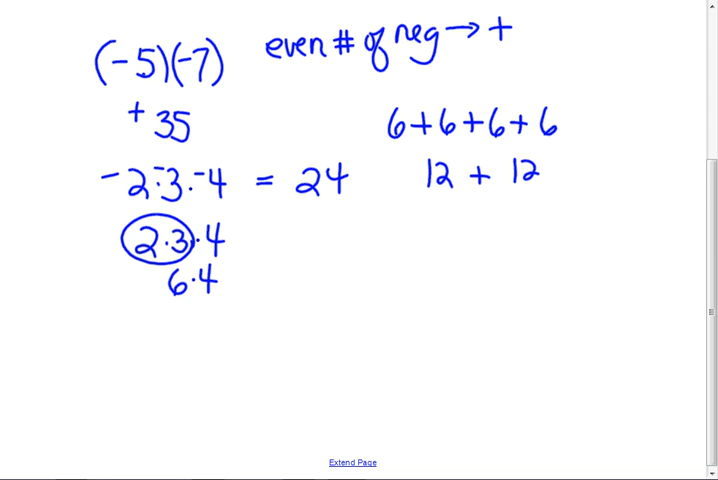 (-5)(-7) even # of neg → +
+35
6+6+6+6
-2·-3·-4 = 24
12 + 12
2·3·4
6·4
Extend Page